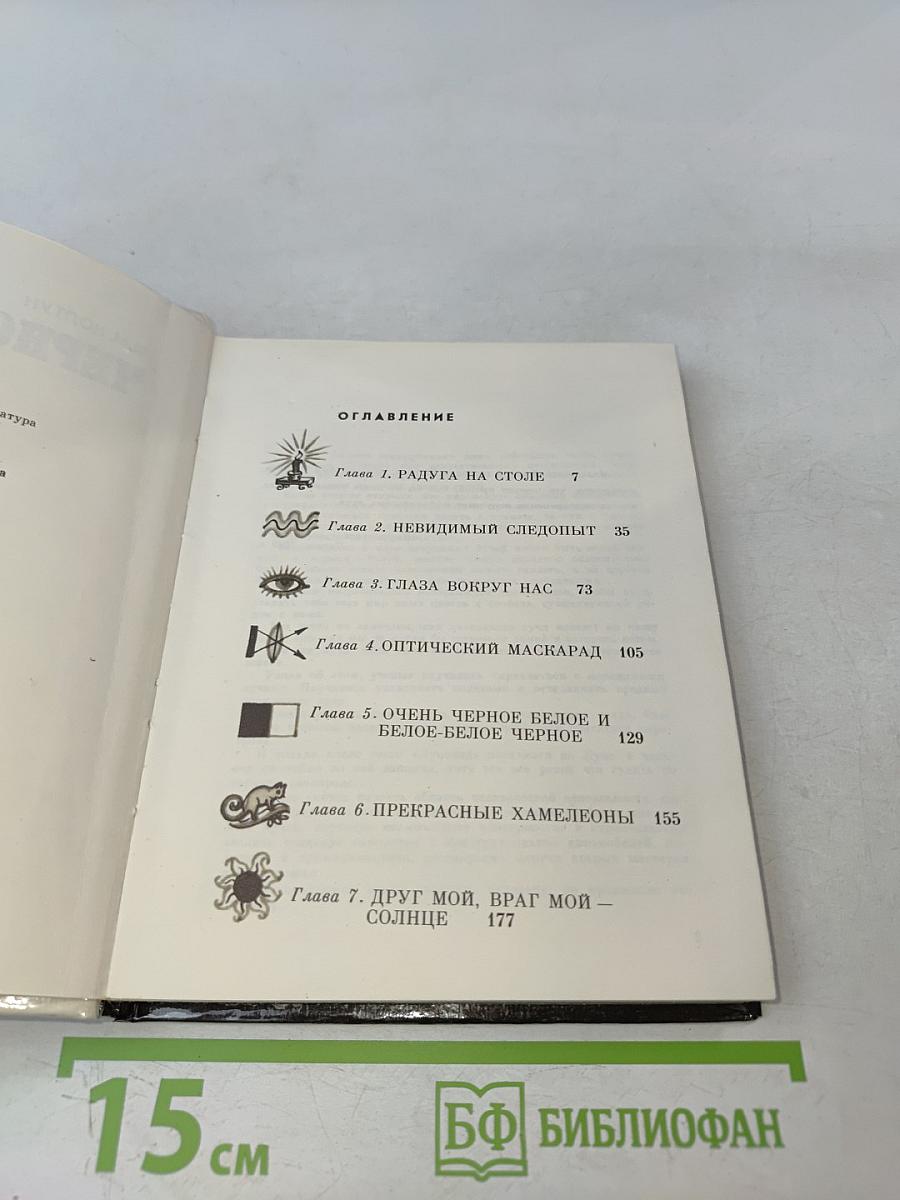 атура
а
ОГЛАВЛЕНИЕ
Глава 1. РАДУГА НА СТОЛЕ 7
Глава 2. НЕВИДИМЫЙ СЛЕДОПЫТ 35
Глава 3. ГЛАЗА ВОКРУГ НАС 73
Глава 4. ОПТИЧЕСКИЙ МАСКАРАД 105
Глава 5. ОЧЕНЬ ЧЕРНОЕ БЕЛОЕ И
БЕЛОЕ-БЕЛОЕ ЧЕРНОЕ 129
Глава 6. ПРЕКРАСНЫЕ ХАМЕЛЕОНЫ 155
Глава 7. ДРУГ МОЙ, ВРАГ МОЙ —
СОЛНЦЕ 177
15 см
БФ БИБЛИОФАН